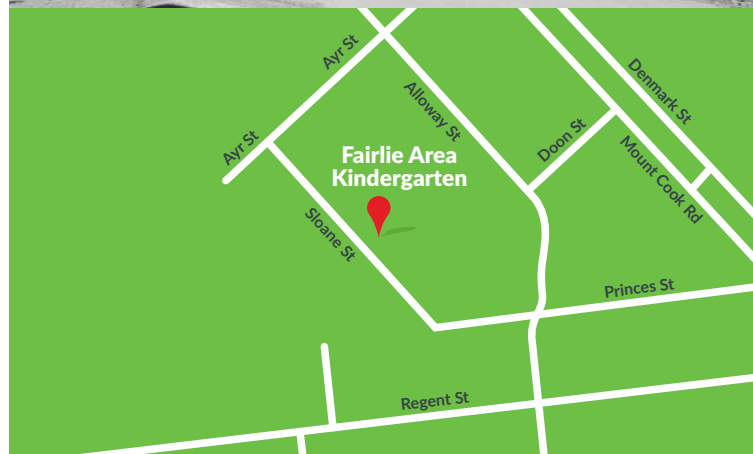 Ayr St
Denmark St
Alloway St
Ayr St
Doon St
Fairlie Area
Kindergarten
Mount Cook Rd
Sloane St
Princes St
Regent St